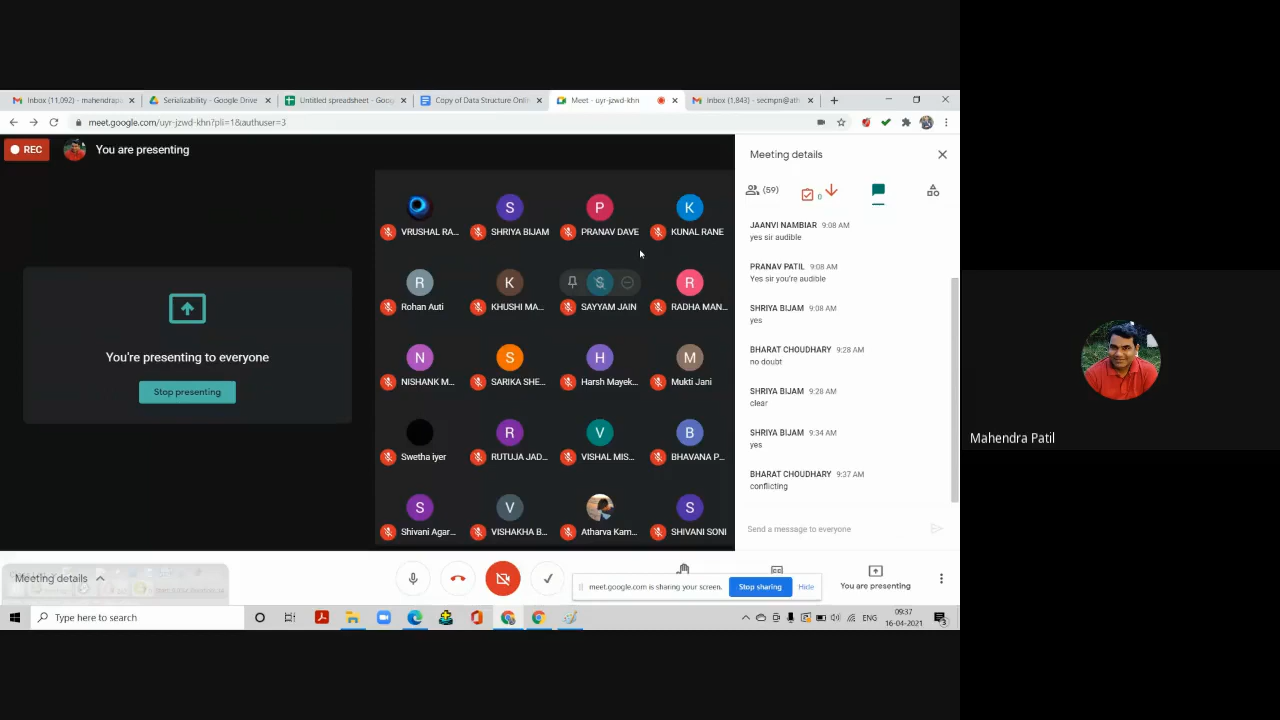 Inbox (11,092) - mahendrapa
Serializability - Google Drive
Untitled spreadsheet - Goog
Copy of Data Structure Onli
Meet - uyr-jzwd-khn
Inbox (1,843) - secmpn@ath
meet.google.com/uyr-jzwd-khn?pli=1&authuser=3
REC
You are presenting
Meeting details
(59)
0
You're presenting to everyone
Stop presenting
S
P
K
VRUSHAL RA...
SHRIYA BIJAM
PRANAV DAVE
KUNAL RANE
R
K
S
R
Rohan Auti
KHUSHI MA...
SAYYAM JAIN
RADHA MAN...
N
S
H
M
NISHANK M...
SARIKA SHE...
Harsh Mayek...
Mukti Jani
R
V
B
Swetha iyer
RUTUJA JAD...
VISHAL MIS...
BHAVANA P...
S
V
S
Shivani Agar...
VISHAKHA B...
Atharva Kam...
SHIVANI SONI
JAANVI NAMBIAR 9:08 AM
yes sir audible
PRANAV PATIL 9:08 AM
Yes sir you're audible
SHRIYA BIJAM 9:08 AM
yes
BHARAT CHOUDHARY 9:28 AM
no doubt
SHRIYA BIJAM 9:28 AM
clear
SHRIYA BIJAM 9:34 AM
yes
BHARAT CHOUDHARY 9:37 AM
conflicting
Send a message to everyone
Mahendra Patil
Meeting details
meet.google.com is sharing your screen.
Stop sharing
Hide
You are presenting
Type here to search
ENG
09:37
16-04-2021
3